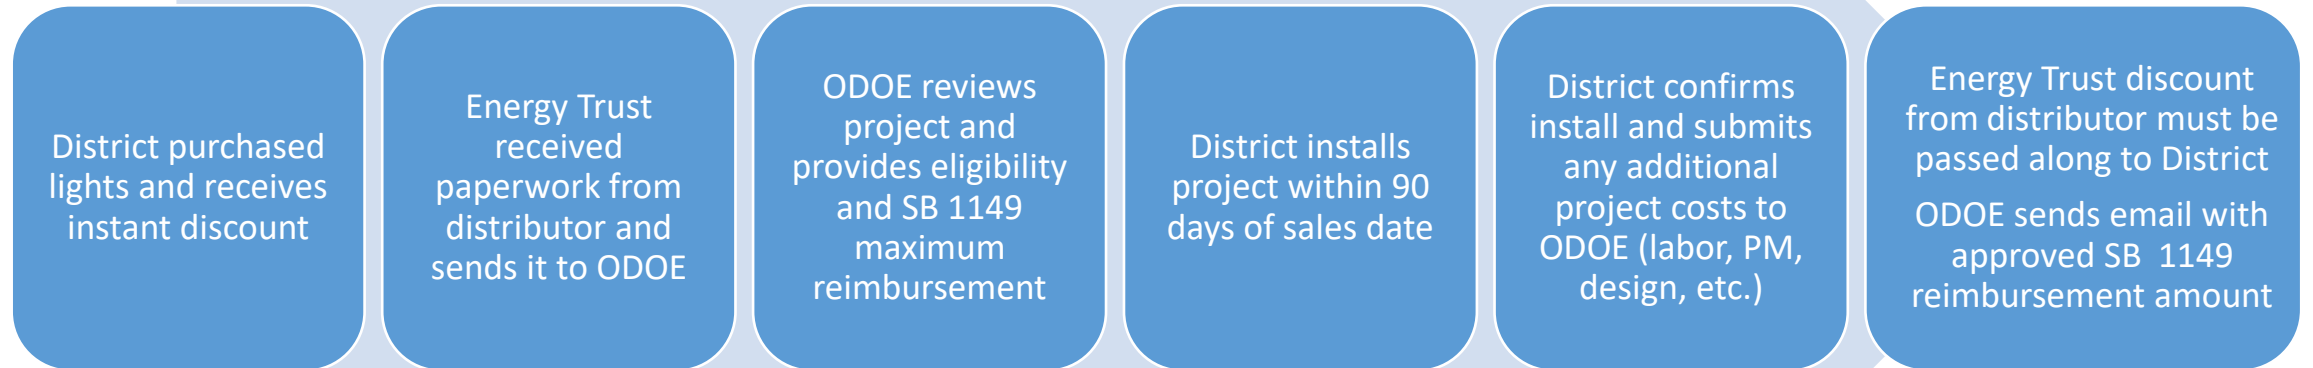 District purchased
lights and receives
instant discount
Energy Trust
received
paperwork from
distributor and
sends it to ODOE
ODOE reviews
project and
provides eligibility
and SB 1149
maximum
reimbursement
District installs
project within 90
days of sales date
District confirms
install and submits
any additional
project costs to
ODOE (labor, PM,
design, etc.)
Energy Trust discount
from distributor must be
passed along to District
ODOE sends email with
approved SB  1149
reimbursement amount